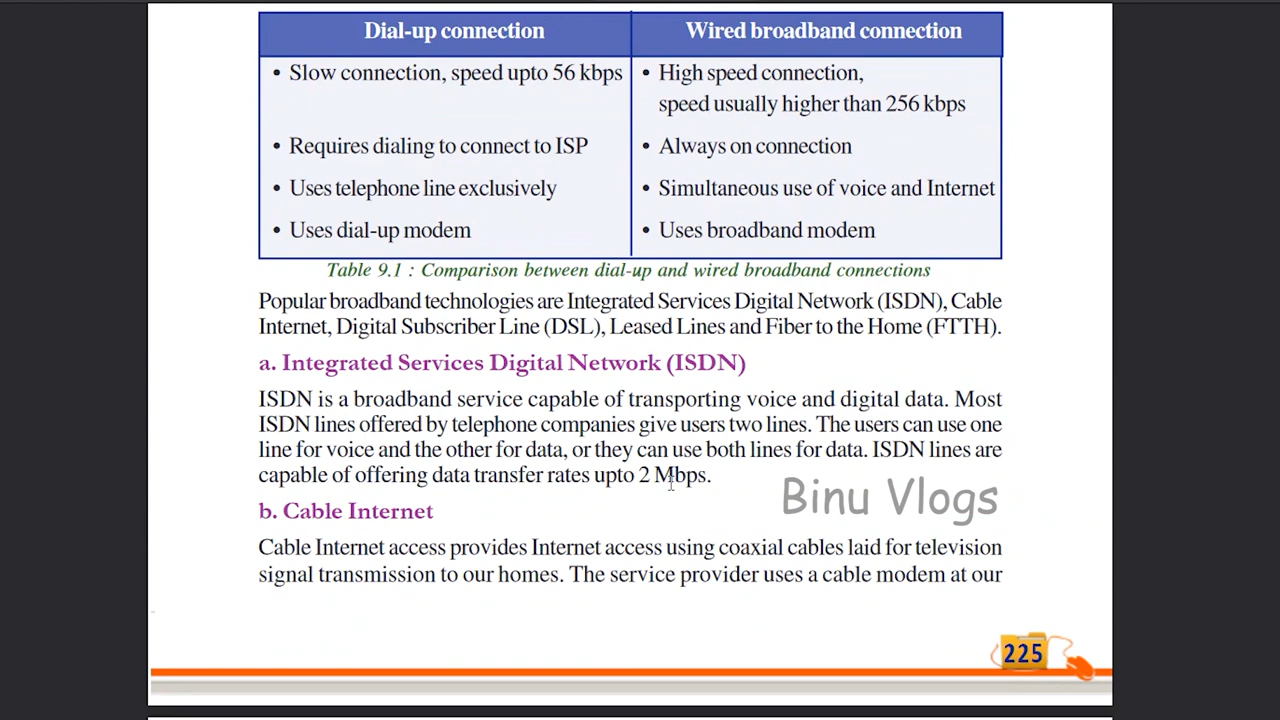 Dial-up connection
Wired broadband connection
• Slow connection, speed upto 56 kbps
• High speed connection,
speed usually higher than 256 kbps
• Requires dialing to connect to ISP
• Always on connection
• Uses telephone line exclusively
• Simultaneous use of voice and Internet
• Uses dial-up modem
• Uses broadband modem
Table 9.1 : Comparison between dial-up and wired broadband connections
Popular broadband technologies are Integrated Services Digital Network (ISDN), Cable
Internet, Digital Subscriber Line (DSL), Leased Lines and Fiber to the Home (FTTH).
a. Integrated Services Digital Network (ISDN)
ISDN is a broadband service capable of transporting voice and digital data. Most
ISDN lines offered by telephone companies give users two lines. The users can use one
line for voice and the other for data, or they can use both lines for data. ISDN lines are
capable of offering data transfer rates upto 2 Mbps.
Binu Vlogs
b. Cable Internet
Cable Internet access provides Internet access using coaxial cables laid for television
signal transmission to our homes. The service provider uses a cable modem at our
225